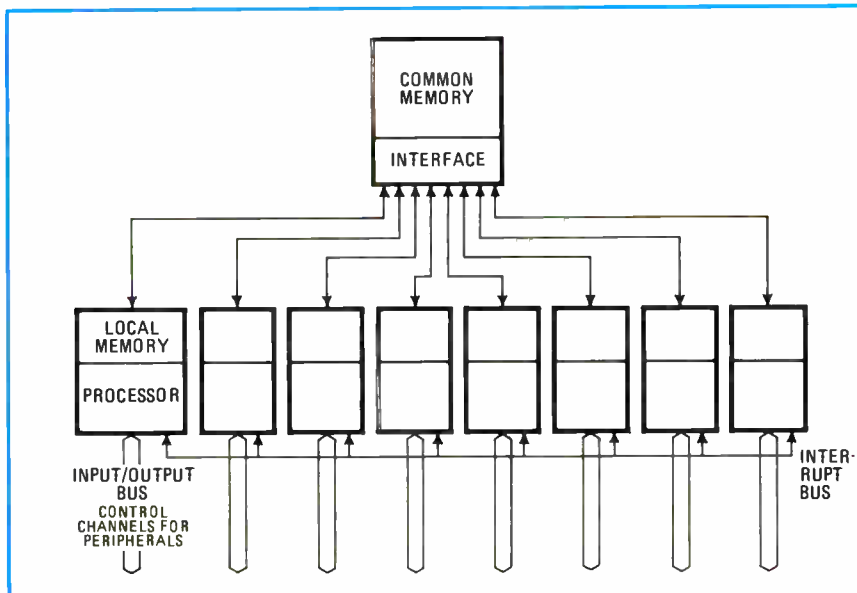 COMMON
MEMORY
INTERFACE
LOCAL
MEMORY
PROCESSOR
INPUT/OUTPUT
BUS
CONTROL
CHANNELS FOR
PERIPHERALS
INTER-
RUPT
BUS